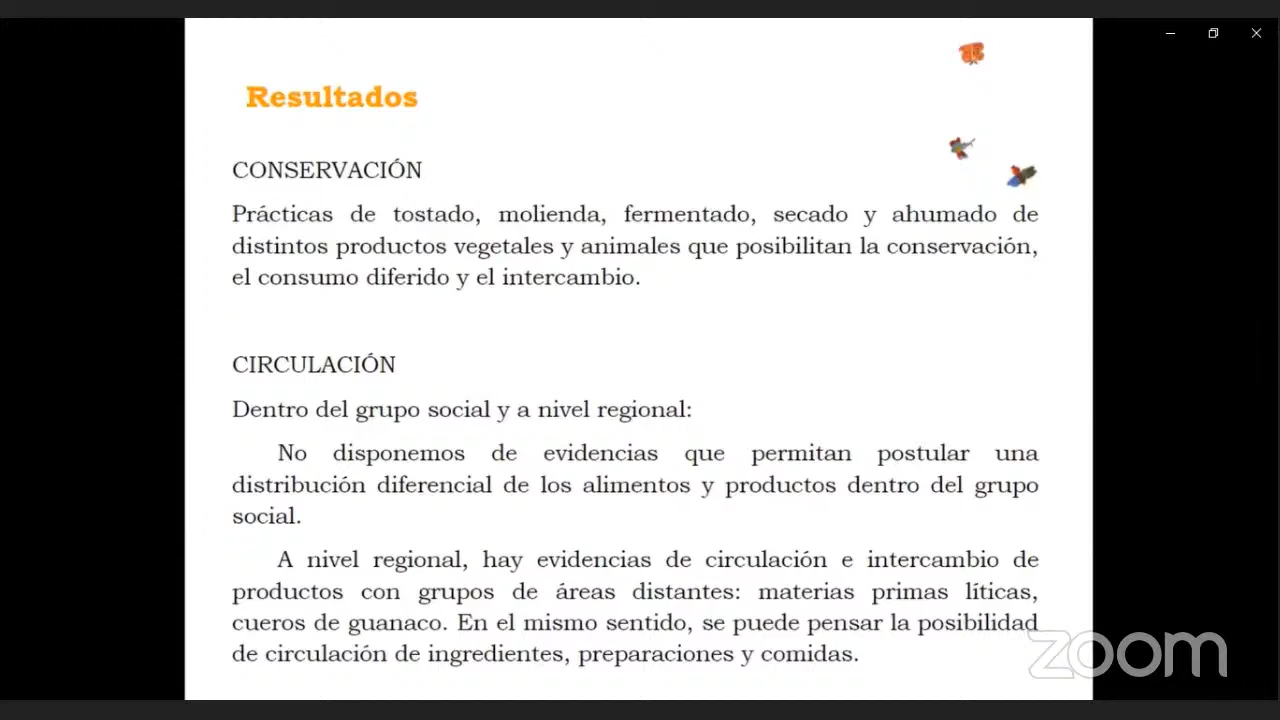 Resultados
CONSERVACIÓN
Prácticas de tostado, molienda, fermentado, secado y ahumado de
distintos productos vegetales y animales que posibilitan la conservación,
el consumo diferido y el intercambio.
CIRCULACIÓN
Dentro del grupo social y a nivel regional:
No disponemos de evidencias que permitan postular una
distribución diferencial de los alimentos y productos dentro del grupo
social.
A nivel regional, hay evidencias de circulación e intercambio de
productos con grupos de áreas distantes: materias primas líticas,
cueros de guanaco. En el mismo sentido, se puede pensar la posibilidad
de circulación de ingredientes, preparaciones y comidas.
zoom